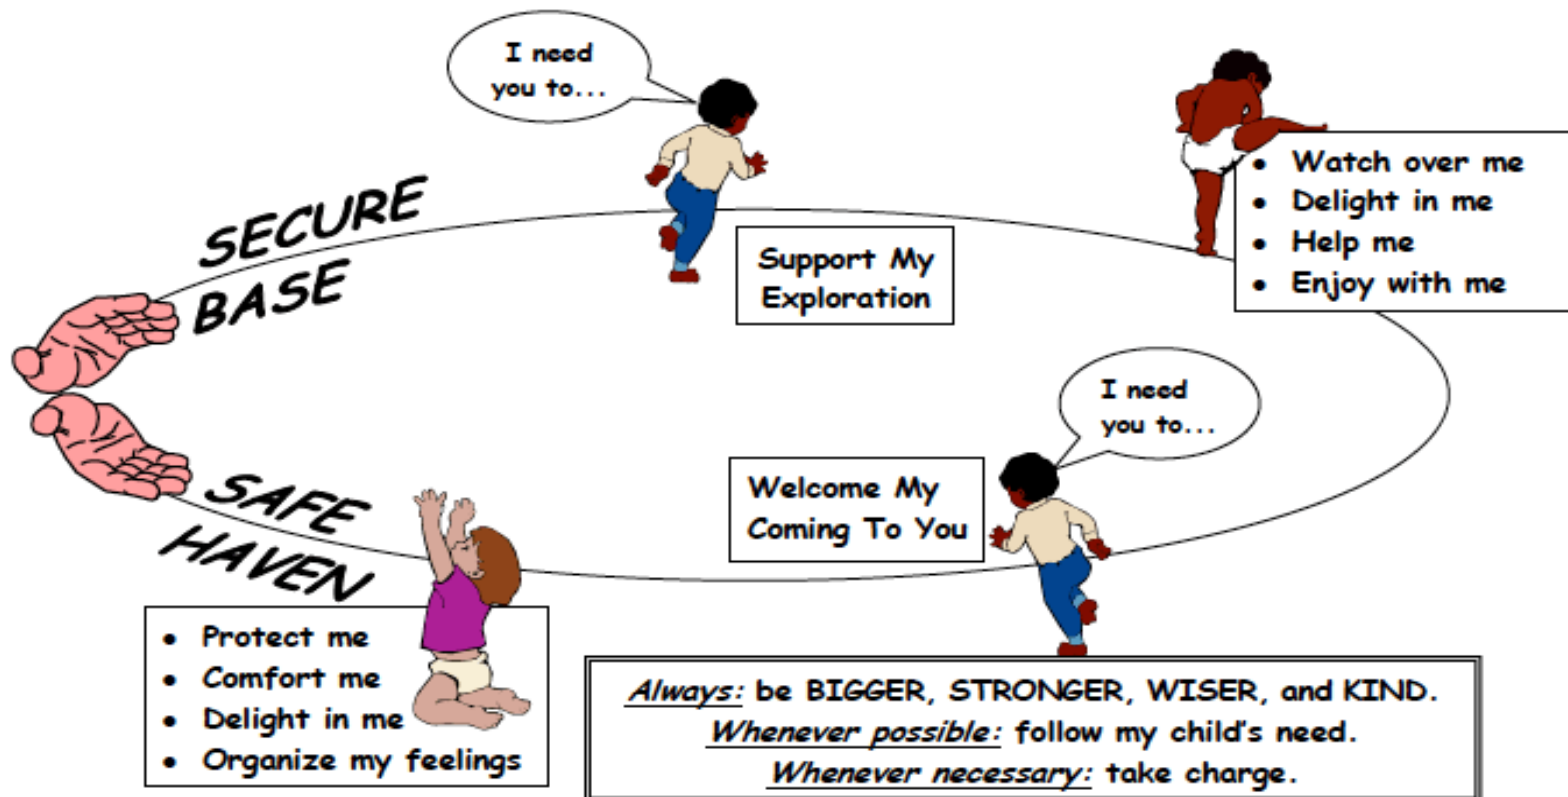 I need
you to...
SECURE
BASE
Support My
Exploration
• Watch over me
• Delight in me
• Help me
• Enjoy with me
I need
you to...
Welcome My
Coming To You
SAFE
HAVEN
• Protect me
• Comfort me
• Delight in me
• Organize my feelings
Always: be BIGGER, STRONGER, WISER, and KIND.
Whenever possible: follow my child's need.
Whenever necessary: take charge.